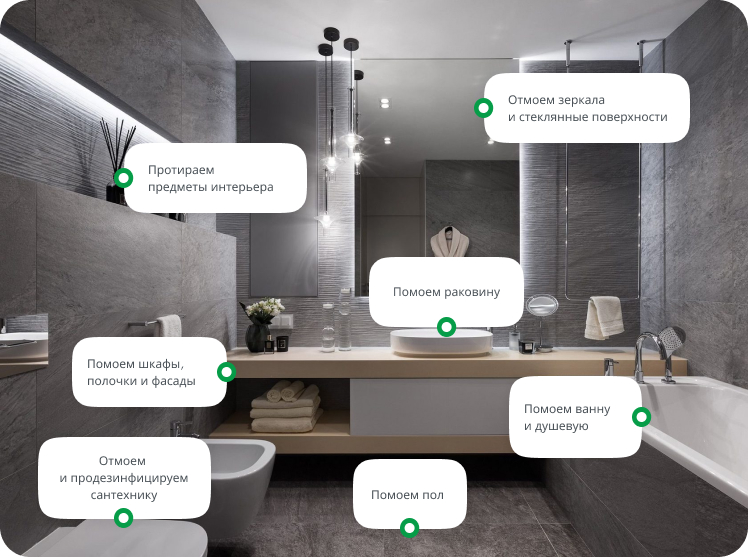 Отмоем зеркала
и стеклянные поверхности
Протираем
предметы интерьера
Помоем раковину
Помоем шкафы,
полочки и фасады
Помоем ванну
и душевую
Отмоем
и продезинфицируем
сантехнику
Помоем пол